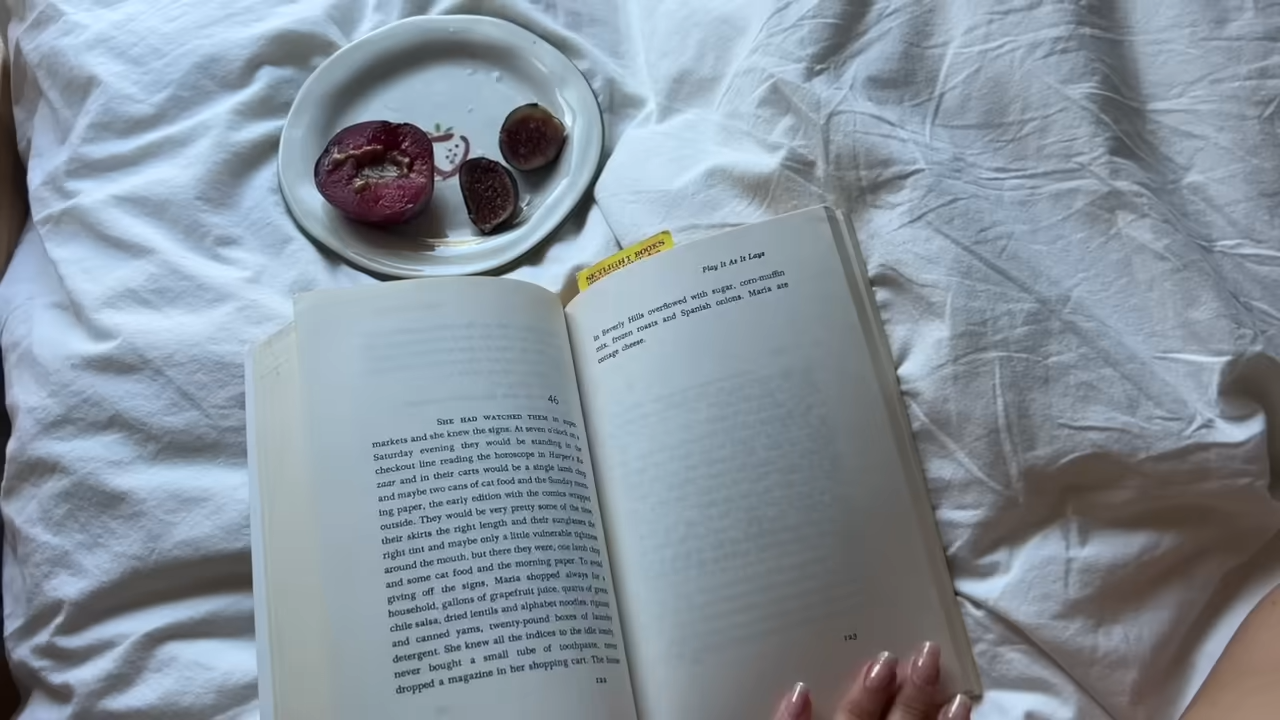 SKYLIGHT BOOKS
46
SHE HAD WATCHED THEM in super-
markets and she knew the signs. At seven o'clock on a
Saturday evening they would be standing in the
checkout line reading the horoscope in Harper's Ba-
zaar and in their carts would be a single lamb chop
and maybe two cans of cat food and the Sunday morn-
ing paper, the early edition with the comics wrapped
outside. They would be very pretty some of the time,
their skirts the right length and their sunglasses the
right tint and maybe only a little vulnerable tightness
around the mouth, but there they were, one lamb chop
and some cat food and the morning paper. To avoid
giving off the signs, Maria shopped always for a
household, gallons of grapefruit juice, quarts of green
chile salsa, dried lentils and alphabet noodles, rigatoni
and canned yams, twenty-pound boxes of laundry
detergent. She knew all the indices to the idle lonely,
never bought a small tube of toothpaste, never
dropped a magazine in her shopping cart. The house
122
Play It As It Lays
in Beverly Hills overflowed with sugar, corn-muffin
mix, frozen roasts and Spanish onions. Maria ate
cottage cheese.
123